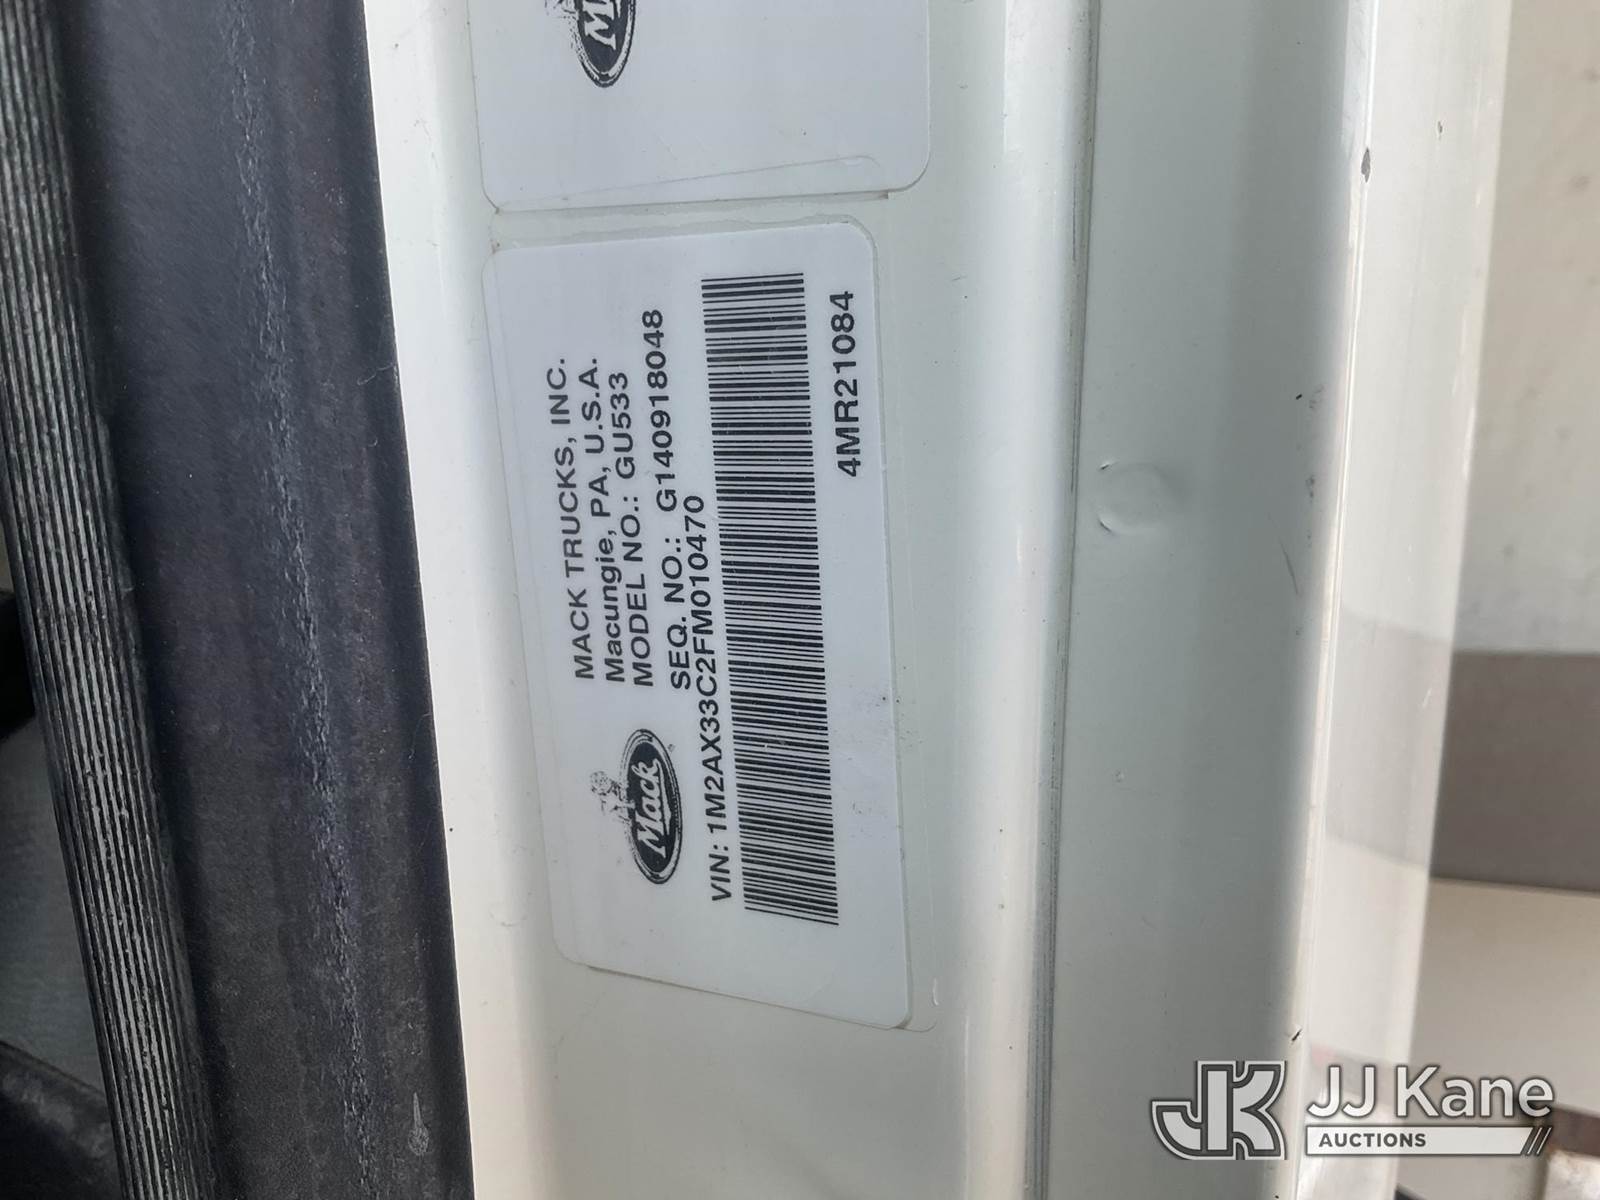 MACK TRUCKS, INC.
Macungie, PA, U.S.A.
MODEL NO.: GU533
SEQ. NO.: G140918048
VIN: 1M2AX33C2FM010470
4MR21084
Mack
JJ Kane
AUCTIONS